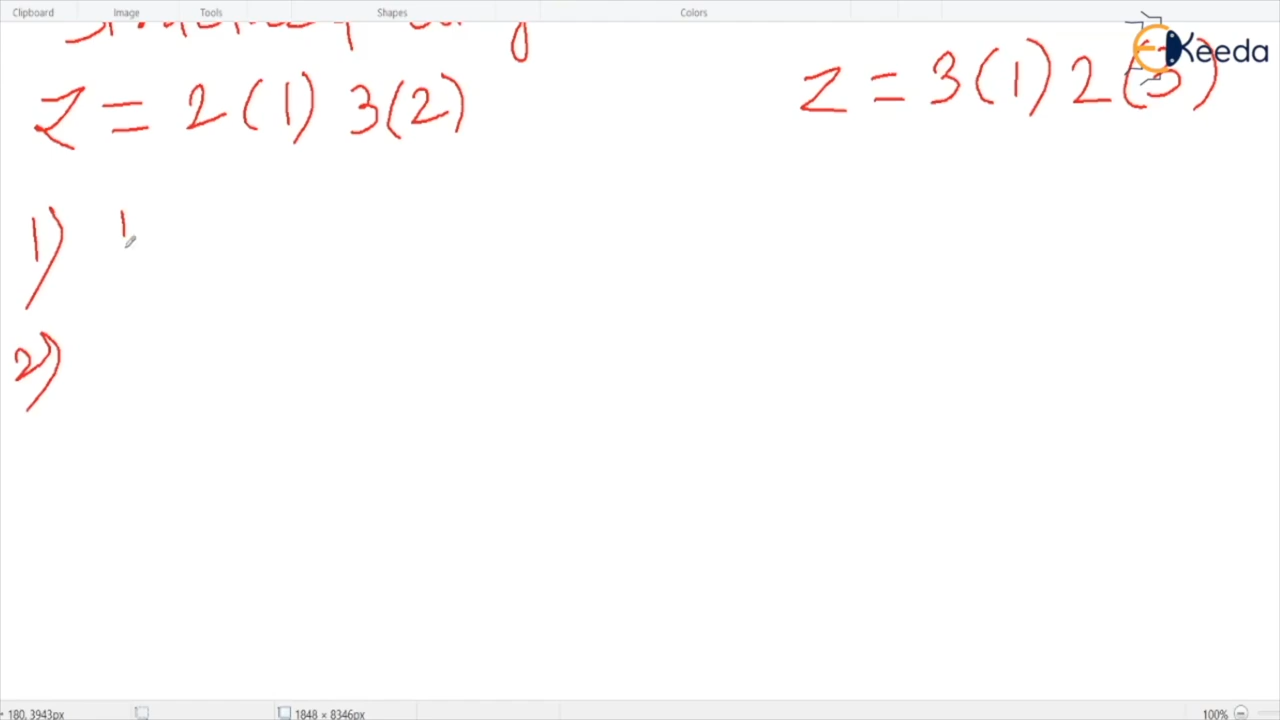 Clipboard Image Tools Shapes Colors
Keeda
Z = 2(1) 3(2)
Z = 3(1) 2(3)
1) 1
2)
180, 3943px 1848 × 8346px 100%